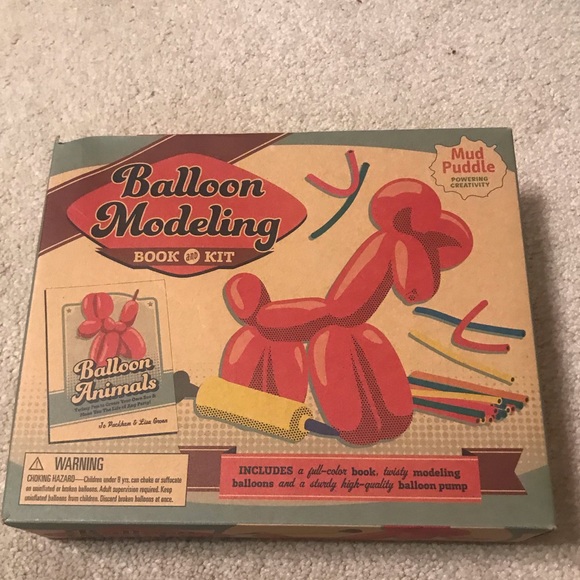 Balloon
Modeling
BOOK AND KIT
Mud
Puddle
POWERING
CREATIVITY
Balloon
Animals
Jo Packham & Lisa Green
WARNING
CHOKING HAZARD—Children under 8 yrs. can choke or suffocate
on uninflated or broken balloons. Adult supervision required. Keep
uninflated balloons from children. Discard broken balloons at once.
INCLUDES a full-color book, twisty modeling
balloons and a sturdy high-quality balloon pump